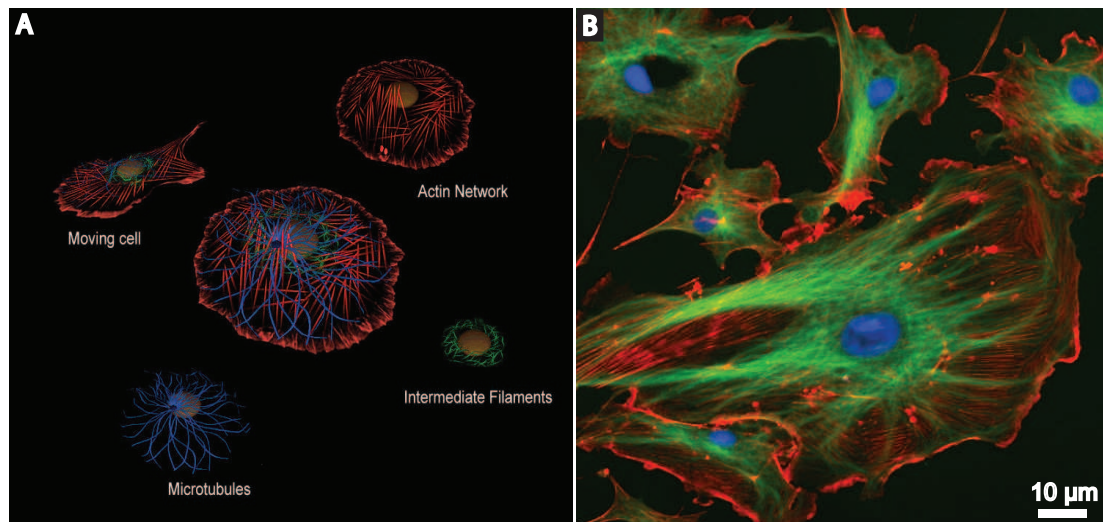 A
B
Actin Network
Moving cell
Intermediate Filaments
Microtubules
10 µm